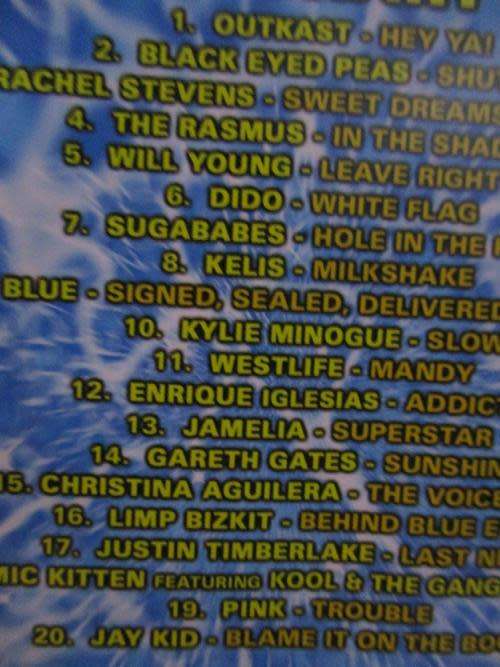 1. OUTKAST - HEY YA!
2. BLACK EYED PEAS - SHU
RACHEL STEVENS - SWEET DREAM
4. THE RASMUS - IN THE SHAD
5. WILL YOUNG - LEAVE RIGHT
6. DIDO - WHITE FLAG
7. SUGABABES - HOLE IN THE
8. KELIS - MILKSHAKE
BLUE - SIGNED, SEALED, DELIVERED
10. KYLIE MINOGUE - SLOW
11. WESTLIFE - MANDY
12. ENRIQUE IGLESIAS - ADDIC
13. JAMELIA - SUPERSTAR
14. GARETH GATES - SUNSHIN
15. CHRISTINA AGUILERA - THE VOIC
16. LIMP BIZKIT - BEHIND BLUE E
17. JUSTIN TIMBERLAKE - LAST N
MIC KITTEN FEATURING KOOL & THE GANG
19. PINK - TROUBLE
20. JAY KID - BLAME IT ON THE BO